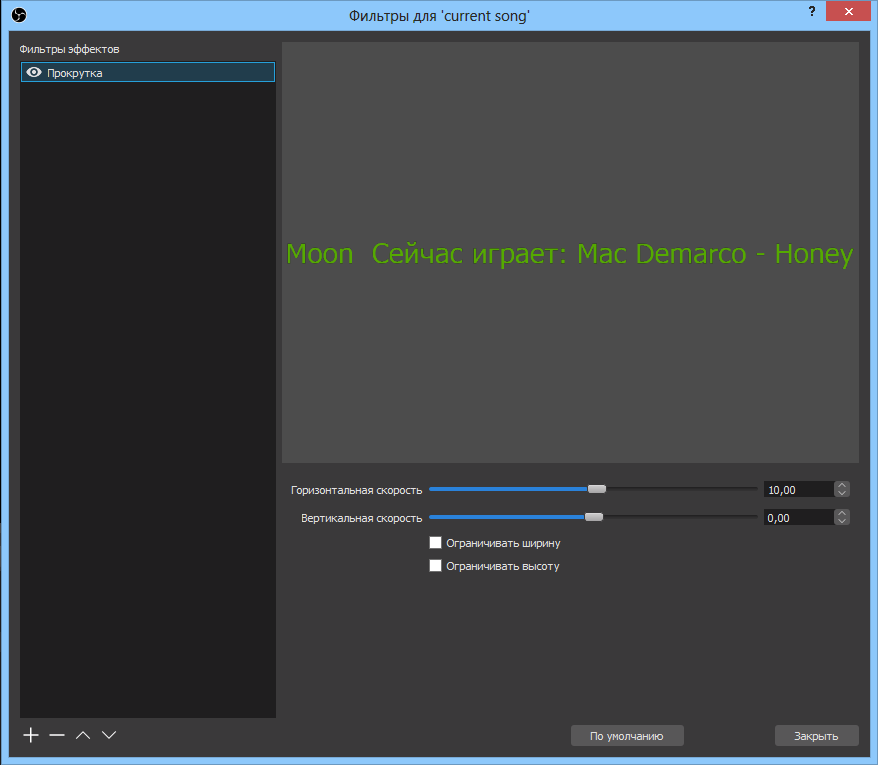 Фильтры для 'current song'
?
Фильтры эффектов
Прокрутка
Moon Сейчас играет: Mac Demarco - Honey
Горизонтальная скорость 10,00
Вертикальная скорость 0,00
Ограничивать ширину
Ограничивать высоту
По умолчанию Закрыть